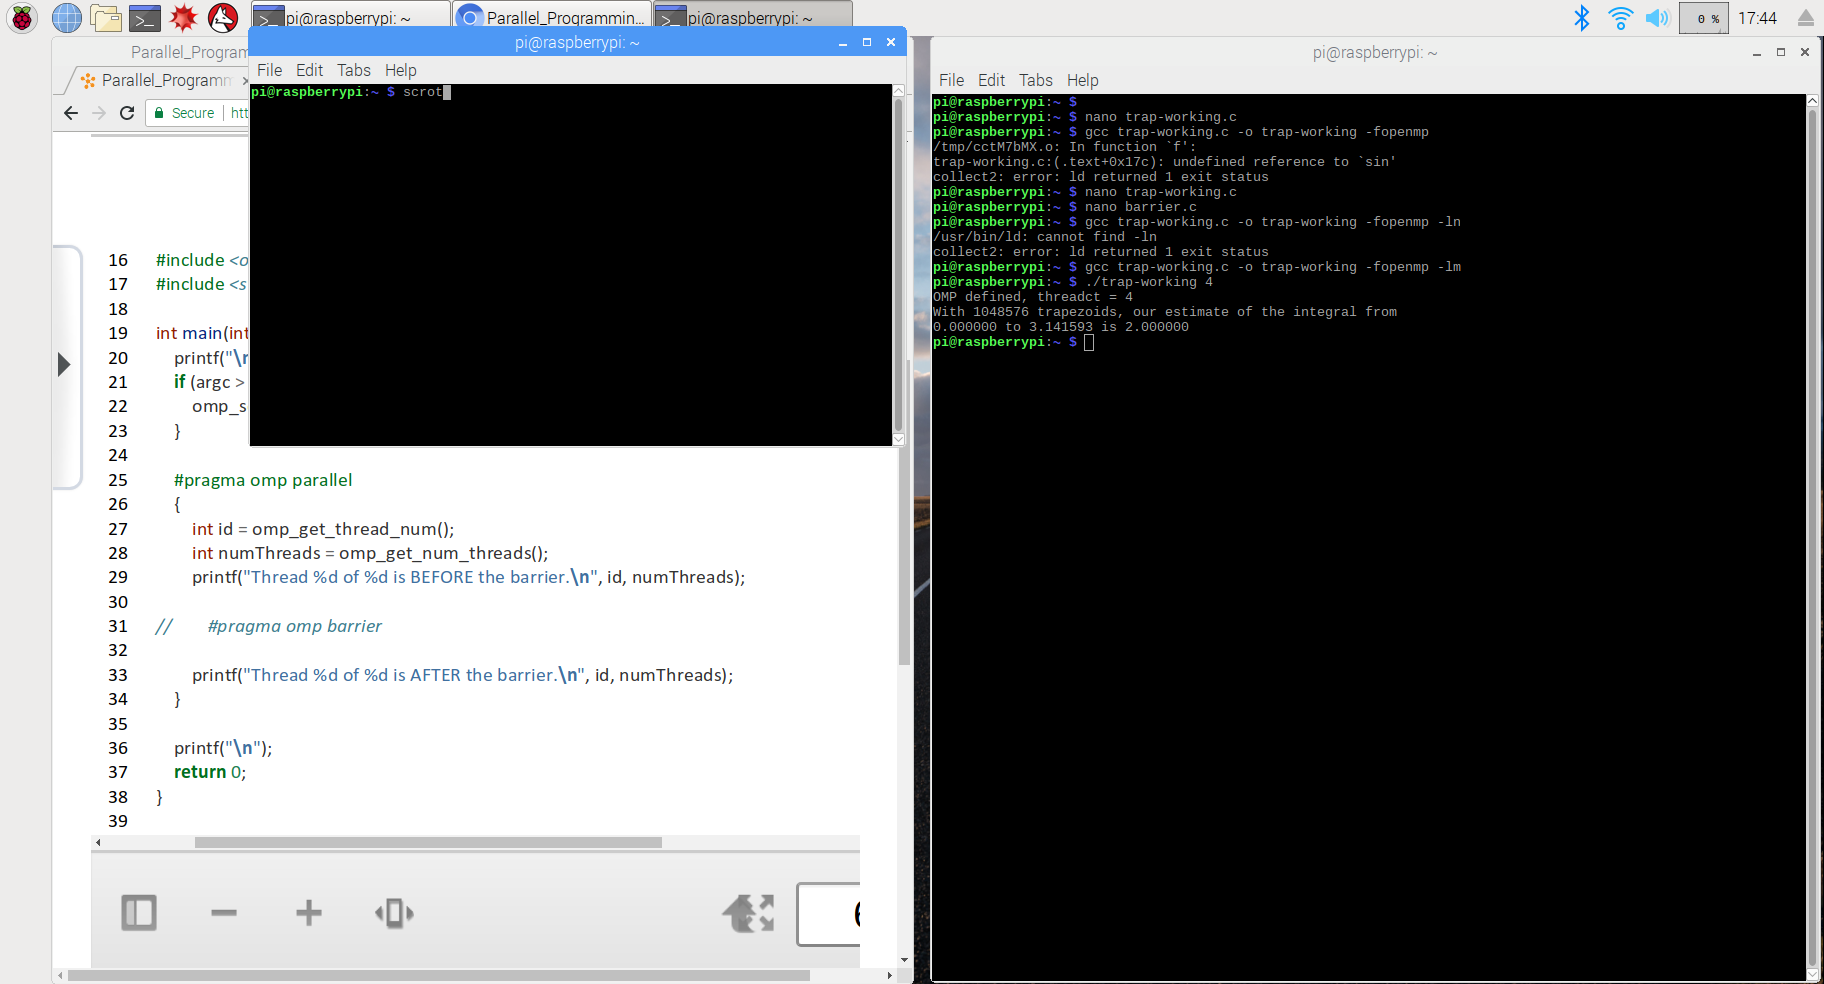 pi@raspberrypi: ~
Parallel_Programmin...
pi@raspberrypi: ~
0 %
17:44
Parallel_Program
Parallel_Programm
Secure
htt
16 #include <o
17 #include <s
18
19 int main(int
20 printf("\n
21 if (argc >
22 omp_s
23 }
24
25 #pragma omp parallel
26 {
27 int id = omp_get_thread_num();
28 int numThreads = omp_get_num_threads();
29 printf("Thread %d of %d is BEFORE the barrier.\n", id, numThreads);
30
31 // #pragma omp barrier
32
33 printf("Thread %d of %d is AFTER the barrier.\n", id, numThreads);
34 }
35
36 printf("\n");
37 return 0;
38 }
39
6
pi@raspberrypi: ~
File Edit Tabs Help
pi@raspberrypi:~ $ scrot
pi@raspberrypi: ~
File Edit Tabs Help
pi@raspberrypi:~ $
pi@raspberrypi:~ $ nano trap-working.c
pi@raspberrypi:~ $ gcc trap-working.c -o trap-working -fopenmp
/tmp/cctM7bMX.o: In function `f':
trap-working.c:(.text+0x17c): undefined reference to `sin'
collect2: error: ld returned 1 exit status
pi@raspberrypi:~ $ nano trap-working.c
pi@raspberrypi:~ $ nano barrier.c
pi@raspberrypi:~ $ gcc trap-working.c -o trap-working -fopenmp -ln
/usr/bin/ld: cannot find -ln
collect2: error: ld returned 1 exit status
pi@raspberrypi:~ $ gcc trap-working.c -o trap-working -fopenmp -lm
pi@raspberrypi:~ $ ./trap-working 4
OMP defined, threadct = 4
With 1048576 trapezoids, our estimate of the integral from
0.000000 to 3.141593 is 2.000000
pi@raspberrypi:~ $